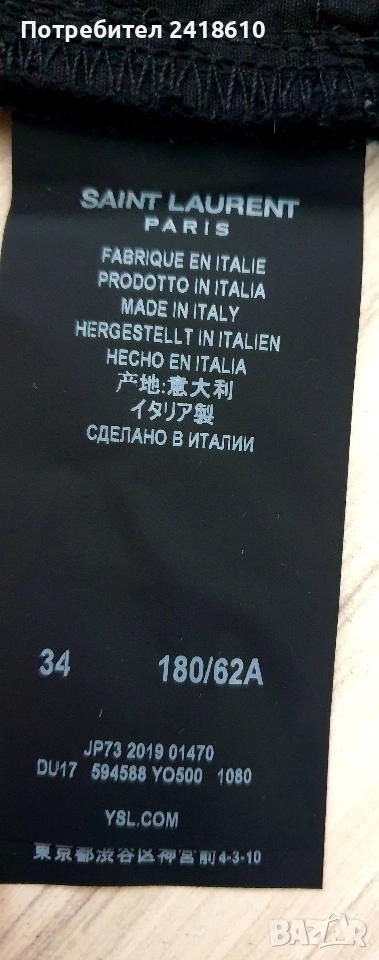 Потребител 2418610
SAINT LAURENT
PARIS
FABRIQUE EN ITALIE
PRODOTTO IN ITALIA
MADE IN ITALY
HERGESTELLT IN ITALIEN
HECHO EN ITALIA
产地:意大利
イタリア製
СДЕЛАНО В ИТАЛИИ
34 180/62A
JP73 2019 01470
DU17 594588 YO500 1080
YSL.COM
東京都渋谷区神宮前4-3-10
BAZAR